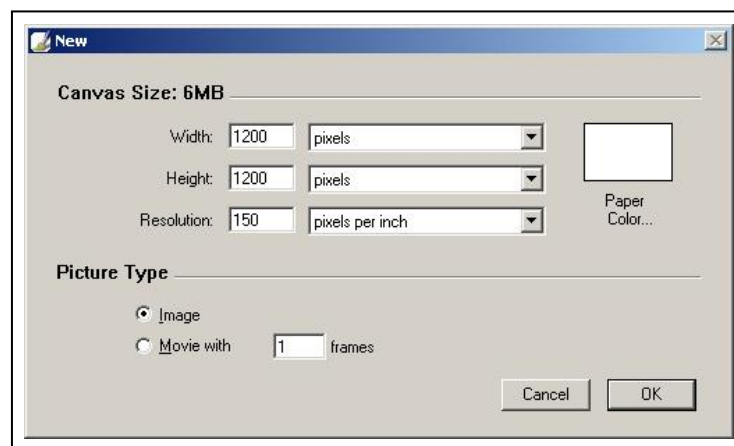 New
Canvas Size: 6MB
Width: 1200 pixels
Height: 1200 pixels
Paper
Color...
Resolution: 150 pixels per inch
Picture Type
Image
Movie with 1 frames
Cancel OK